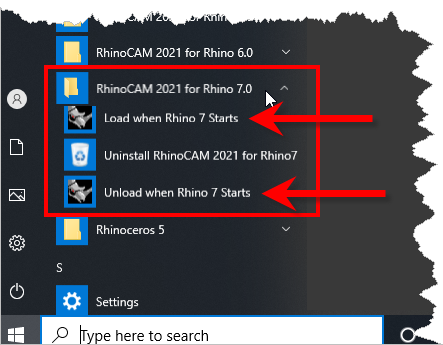 RhinoCAM 2021 for Rhino 6.0
RhinoCAM 2021 for Rhino 7.0
Load when Rhino 7 Starts
Uninstall RhinoCAM 2021 for Rhino7
Unload when Rhino 7 Starts
Rhinoceros 5
S
Settings
Type here to search